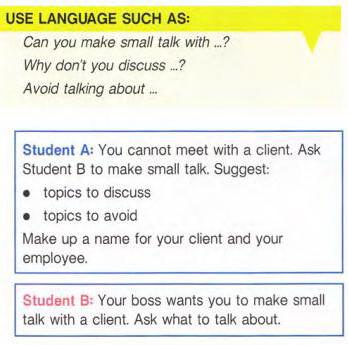 USE LANGUAGE SUCH AS:
Can you make small talk with ...?
Why don't you discuss ...?
Avoid talking about ...
Student A: You cannot meet with a client. Ask
Student B to make small talk. Suggest:
• topics to discuss
• topics to avoid
Make up a name for your client and your
employee.
Student B: Your boss wants you to make small
talk with a client. Ask what to talk about.